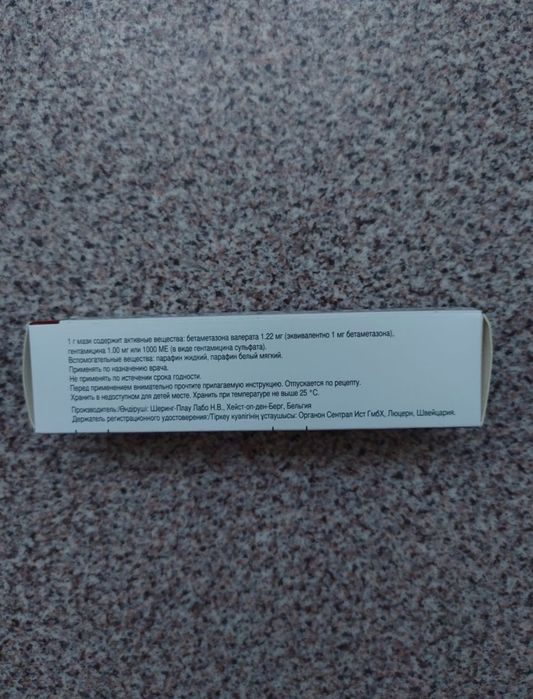 1 г мази содержит активные вещества: бетаметазона валерата 1.22 мг (эквивалентно 1 мг бетаметазона),
гентамицина 1.00 мг или 1000 МЕ (в виде гентамицина сульфата).
Вспомогательные вещества: парафин жидкий, парафин белый мягкий.
Применять по назначению врача.
Не применять по истечении срока годности.
Перед применением внимательно прочтите прилагаемую инструкцию. Отпускается по рецепту.
Хранить в недоступном для детей месте. Хранить при температуре не выше 25 °С.
Производитель:/Өндіруші: Шеринг-Плау Лабо Н.В., Хейст-оп-ден-Берг, Бельгия
Держатель регистрационного удостоверения:/Тіркеу куәлігінің ұстаушысы: Органон Сентрал Ист ГмбХ, Люцерн, Швейцария.